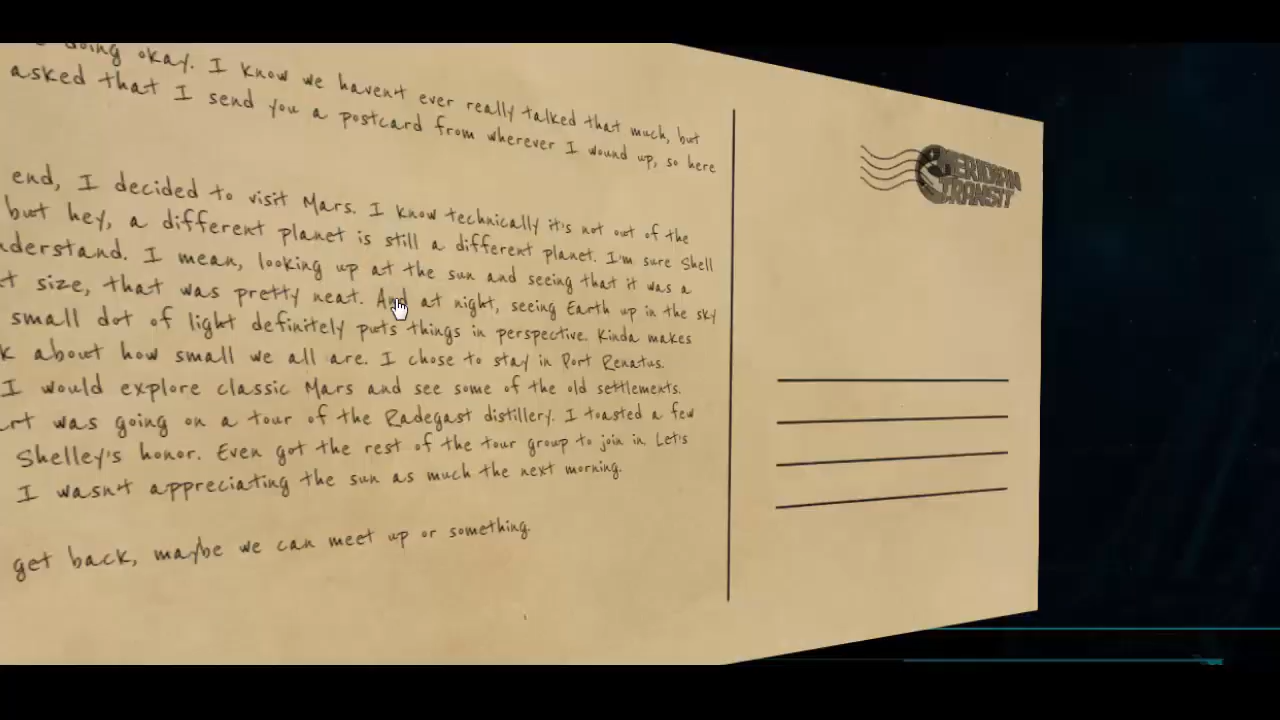 doing okay. I know we haven't ever really talked that much, but
asked that I send you a postcard from wherever I wound up, so here
end, I decided to visit Mars. I know technically it's not out of the
but hey, a different planet is still a different planet. I'm sure Shell
nderstand. I mean, looking up at the sun and seeing that it was a
t size, that was pretty neat. And at night, seeing Earth up in the sky
small dot of light definitely puts things in perspective. Kinda makes
k about how small we all are. I chose to stay in Port Renatus.
I would explore classic Mars and see some of the old settlements.
rt was going on a tour of the Radegast distillery. I toasted a few
Shelley's honor. Even got the rest of the tour group to join in. Let's
I wasn't appreciating the sun as much the next morning.
get back, maybe we can meet up or something.
MERIDIAN
TRANSIT